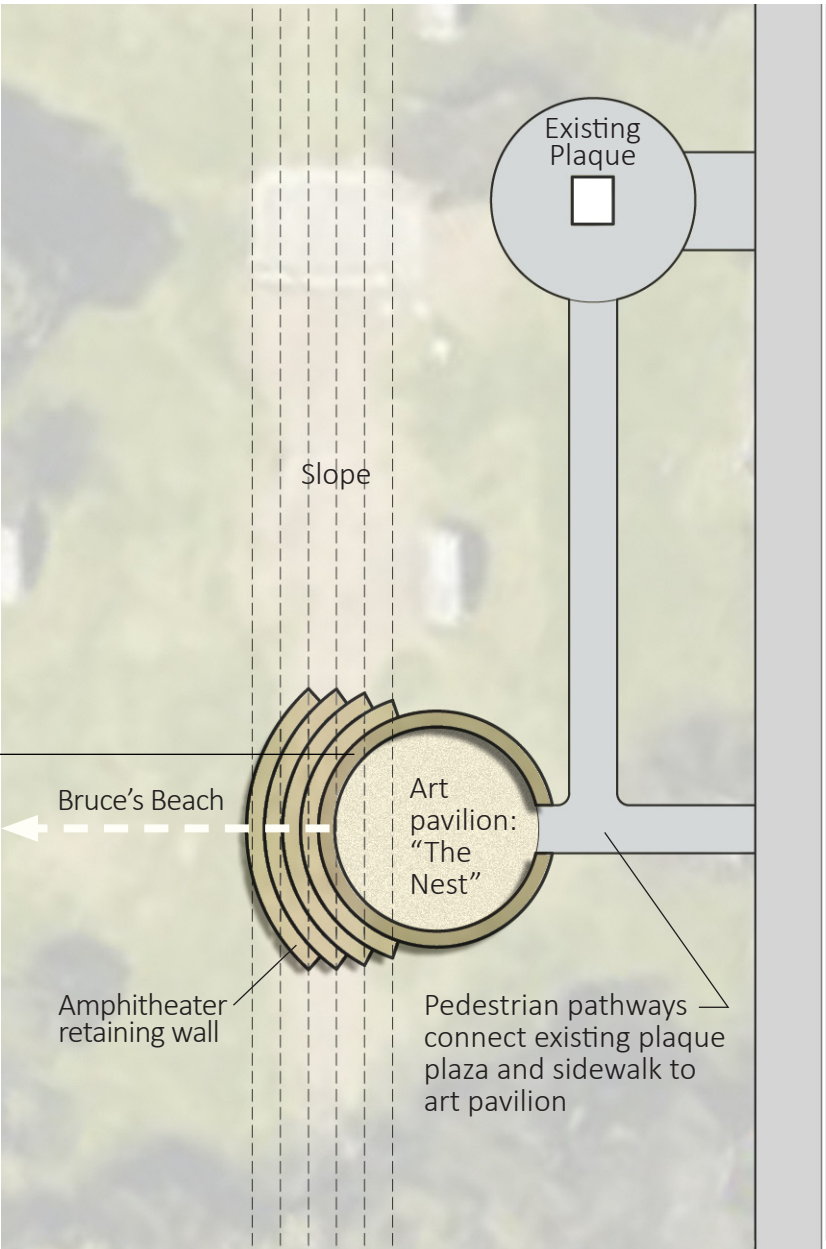 Existing
Plaque
Slope
Bruce’s Beach
Art
pavilion:
“The
Nest”
Amphitheater
retaining wall
Pedestrian pathways
connect existing plaque
plaza and sidewalk to
art pavilion